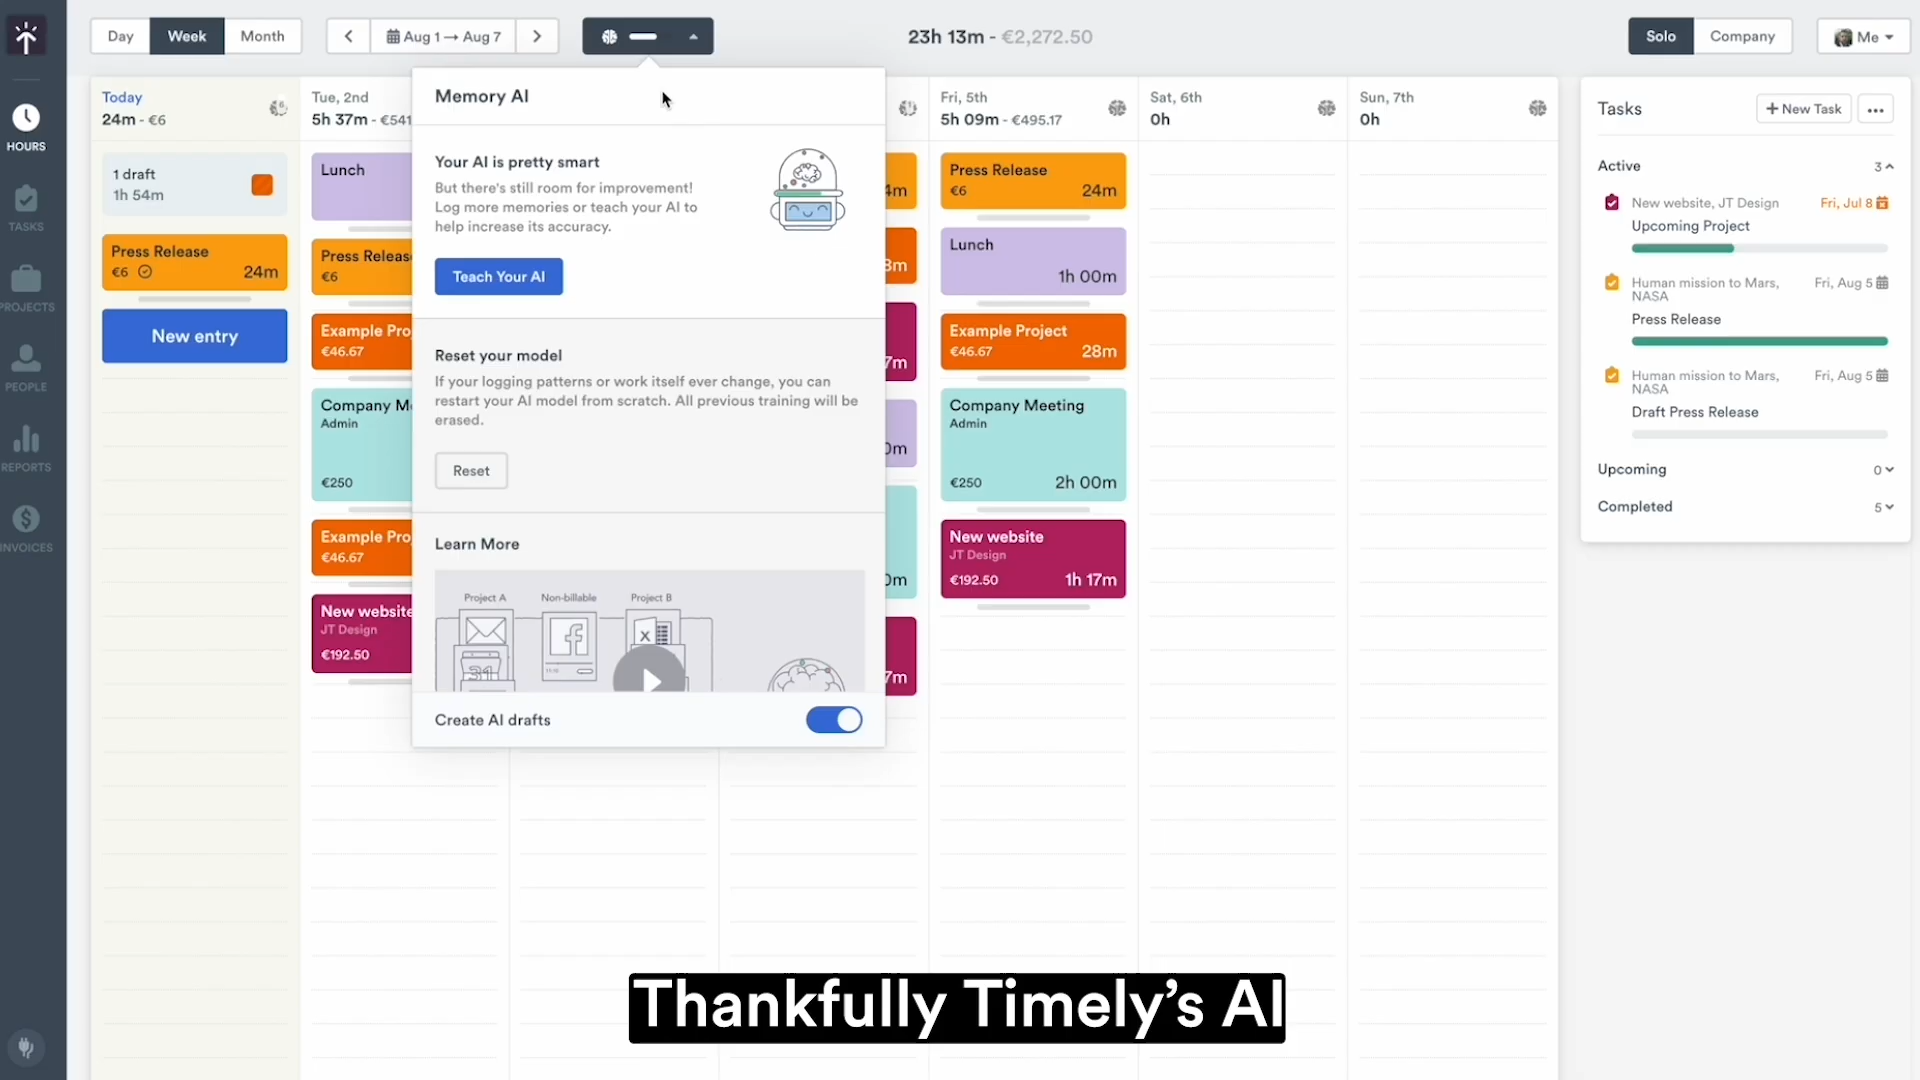 Day
Week
Month
Aug 1 → Aug 7
23h 13m - €2,272.50
Solo
Company
Me
HOURS
TASKS
PROJECTS
PEOPLE
REPORTS
INVOICES
Today
24m - €6
1 draft
1h 54m
Press Release
€6
24m
New entry
Tue, 2nd
5h 37m - €541
Lunch
Press Releas
€6
Example Pro
€46.67
Company M
Admin
€250
Example Pro
€46.67
New website
JT Design
€192.50
Memory AI
Your AI is pretty smart
But there's still room for improvement!
Log more memories or teach your AI to
help increase its accuracy.
Teach Your AI
Reset your model
If your logging patterns or work itself ever change, you can
restart your AI model from scratch. All previous training will be
erased.
Reset
Learn More
Project A
Non-billable
Project B
31
X
Create AI drafts
4m
3m
7m
0m
0m
7m
Fri, 5th
5h 09m - €495.17
Press Release
€6
24m
Lunch
1h 00m
Example Project
€46.67
28m
Company Meeting
Admin
€250
2h 00m
New website
JT Design
€192.50
1h 17m
Sat, 6th
0h
Sun, 7th
0h
Tasks
+ New Task
Active
3
New website, JT Design
Fri, Jul 8
Upcoming Project
Human mission to Mars,
NASA
Fri, Aug 5
Press Release
Human mission to Mars,
NASA
Fri, Aug 5
Draft Press Release
Upcoming
0
Completed
5
Thankfully Timely’s AI